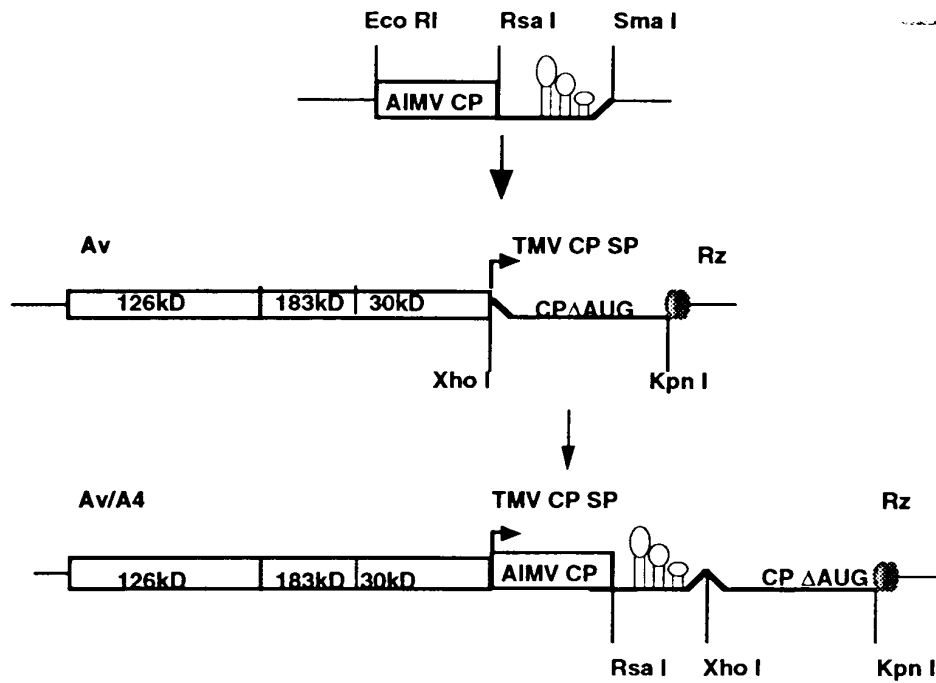 Eco RI Rsa I Sma I
AIMV CP
Av TMV CP SP Rz
126kD 183kD 30kD CPΔAUG
Xho I Kpn I
Av/A4 TMV CP SP Rz
126kD 183kD 30kD AIMV CP CP ΔAUG
Rsa I Xho I Kpn I